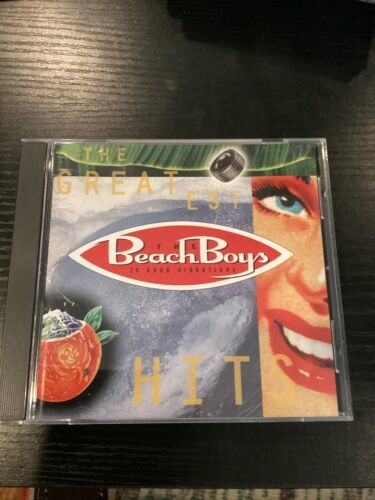 THE
GREAT
EST
THE
Beach Boys
20 GOOD VIBRATIONS
HITS